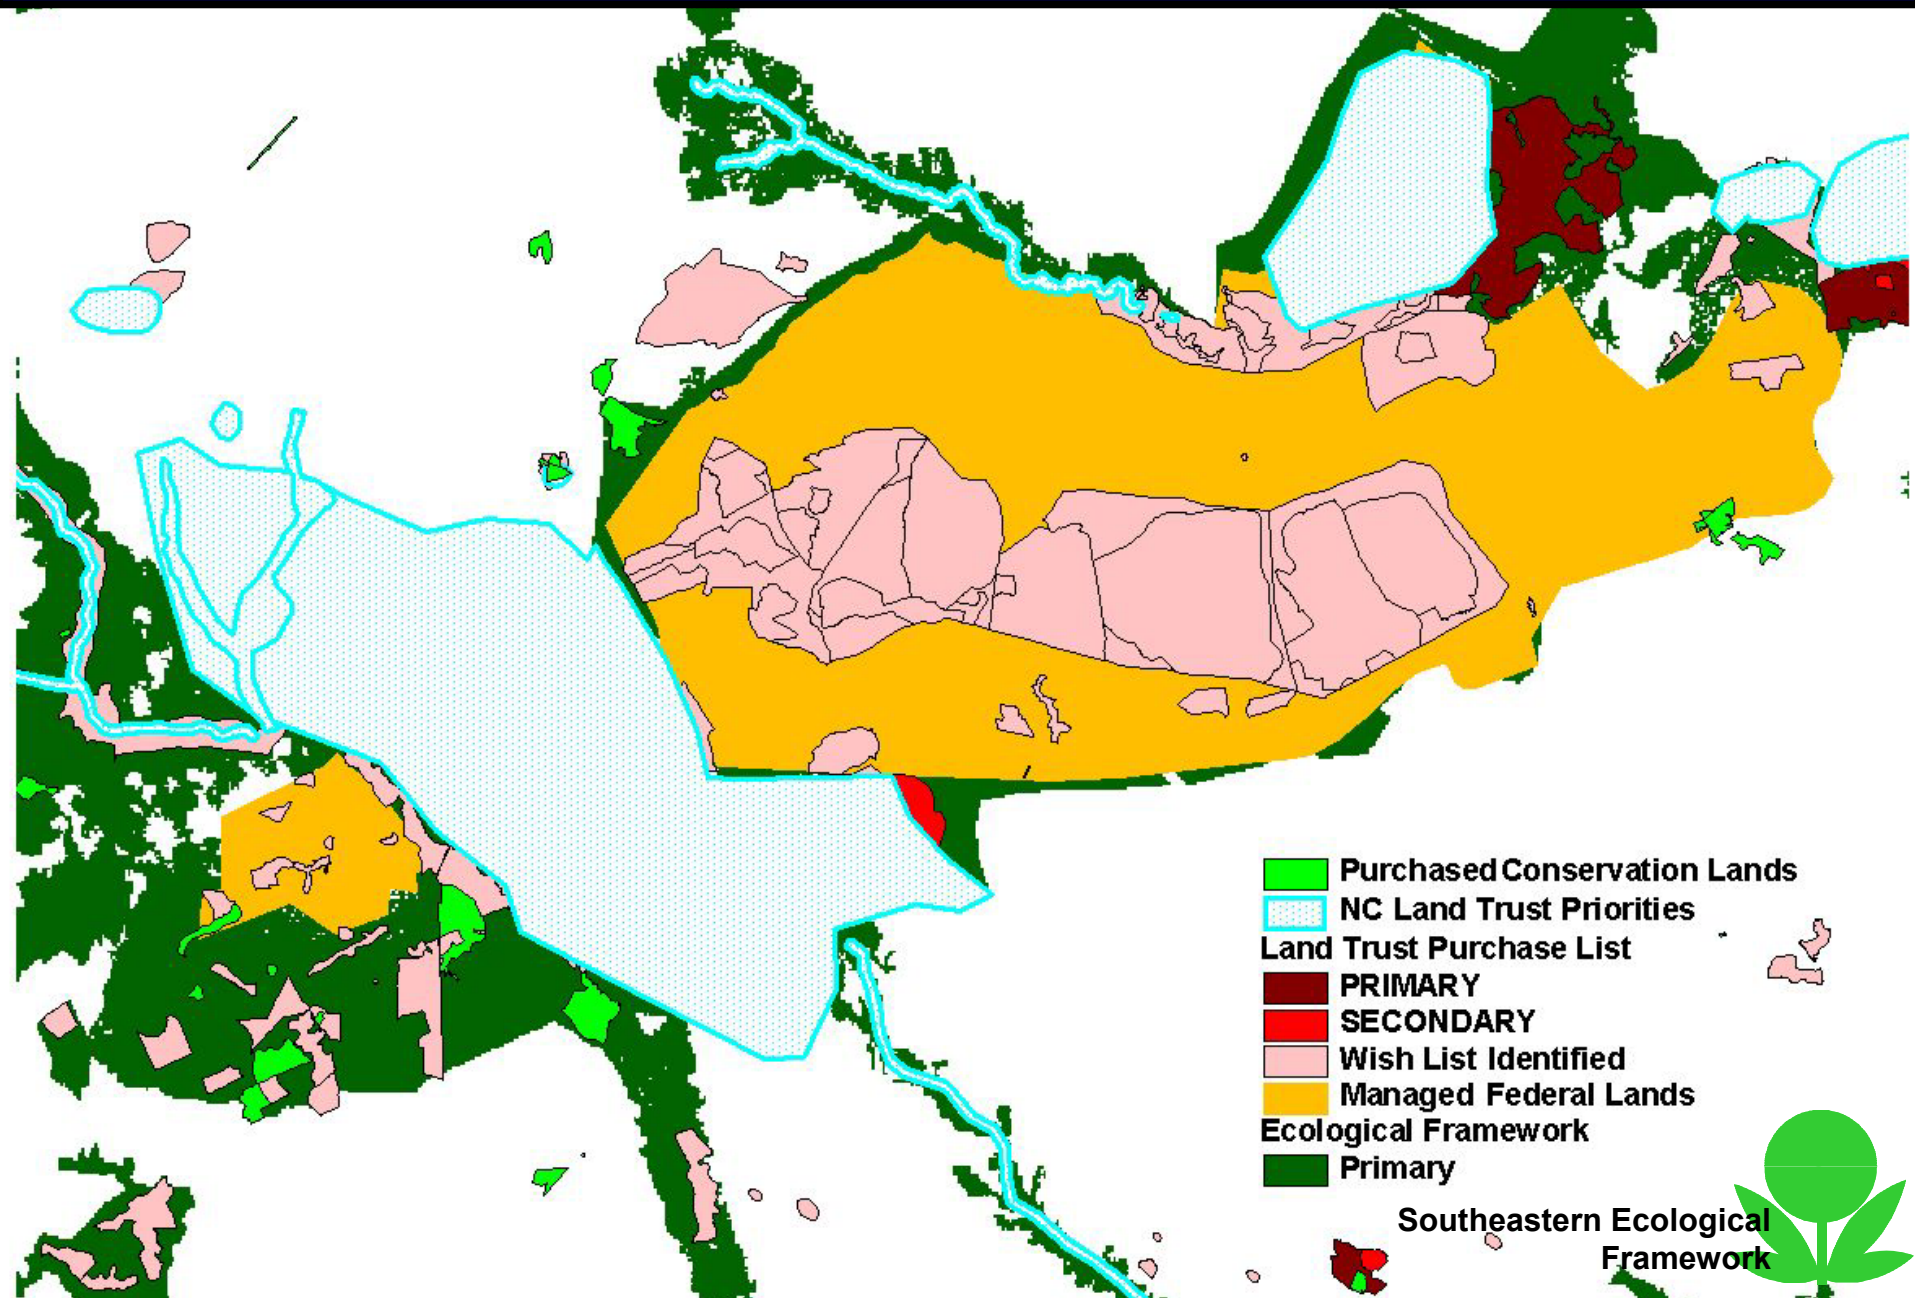 Purchased Conservation Lands
NC Land Trust Priorities
Land Trust Purchase List
PRIMARY
SECONDARY
Wish List Identified
Managed Federal Lands
Ecological Framework
Primary
Southeastern Ecological
Framework